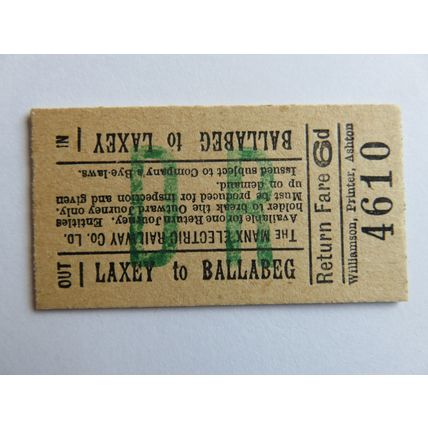 OUT
LAXEY to BALLABEG
THE MANX ELECTRIC RAILWAY Co. LD.
Available for one Return Journey. Entitles
holder to break the Outward Journey only.
Must be produced for inspection and given
up on demand.
Issued subject to Company's Bye-laws.
BALLABEG to LAXEY
IN
D R
Return Fare 6d
Williamson, Printer, Ashton
4610